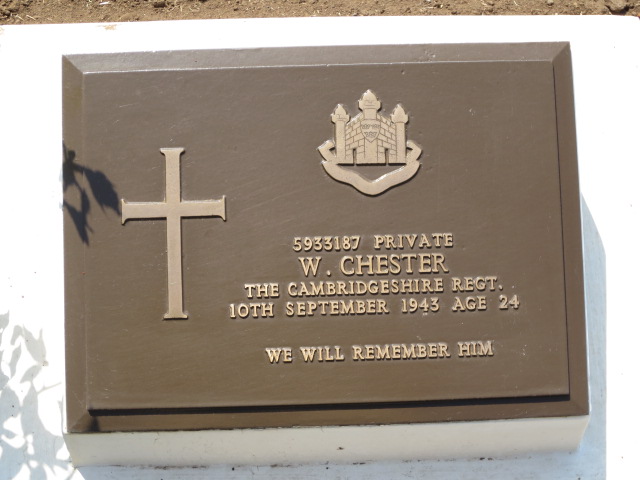 5933187 PRIVATE
W. CHESTER
THE CAMBRIDGESHIRE REGT.
10TH SEPTEMBER 1943 AGE 24
WE WILL REMEMBER HIM